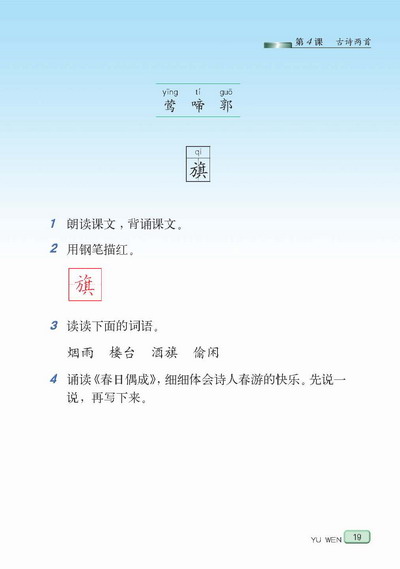 第4课 古诗两首
yīng tí guō
莺 啼 郭
qí
旗
1 朗读课文，背诵课文。
2 用钢笔描红。
旗
3 读读下面的词语。
烟雨 楼台 酒旗 偷闲
4 诵读《春日偶成》，细细体会诗人春游的快乐。先说一
说，再写下来。
YU WEN 19